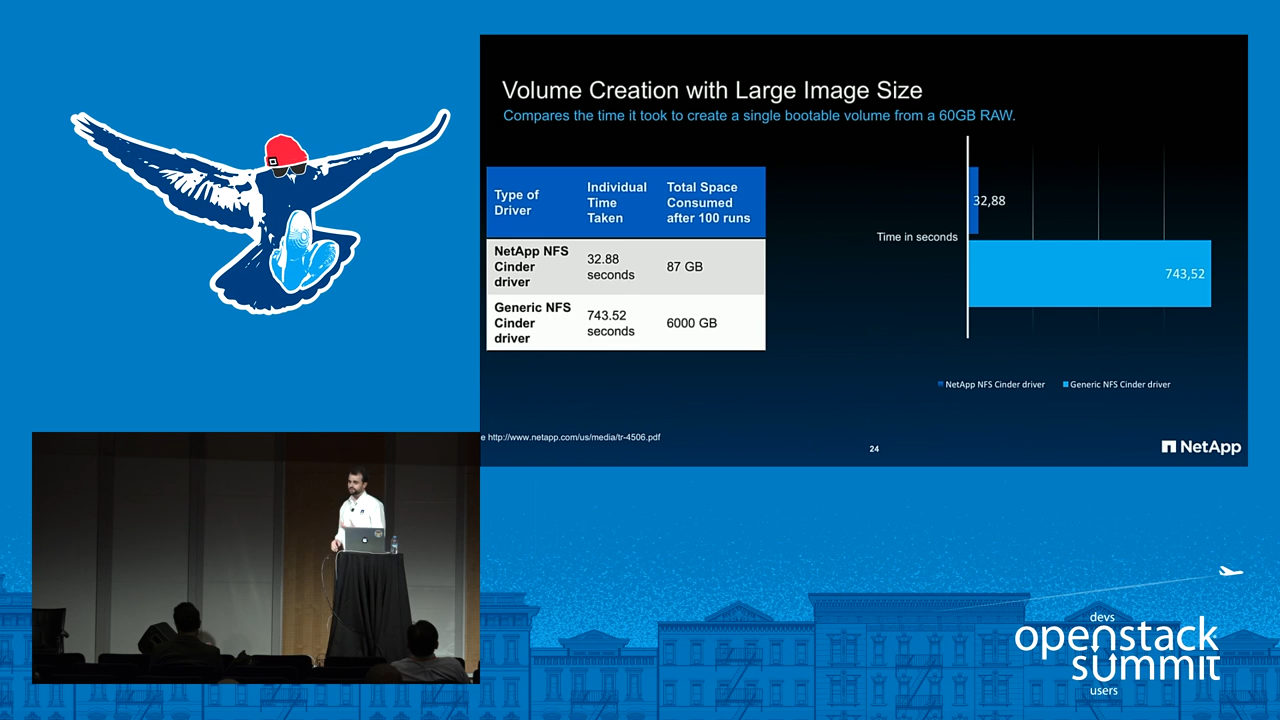 Volume Creation with Large Image Size
Compares the time it took to create a single bootable volume from a 60GB RAW.
Type of
Driver
Individual
Time
Taken
Total Space
Consumed
after 100 runs
NetApp NFS
Cinder
driver
32.88
seconds
87 GB
Generic NFS
Cinder
driver
743.52
seconds
6000 GB
32,88
Time in seconds
743,52
NetApp NFS Cinder driver
Generic NFS Cinder driver
e http://www.netapp.com/us/media/tr-4506.pdf
24
NetApp
devs
openstack
summit
users